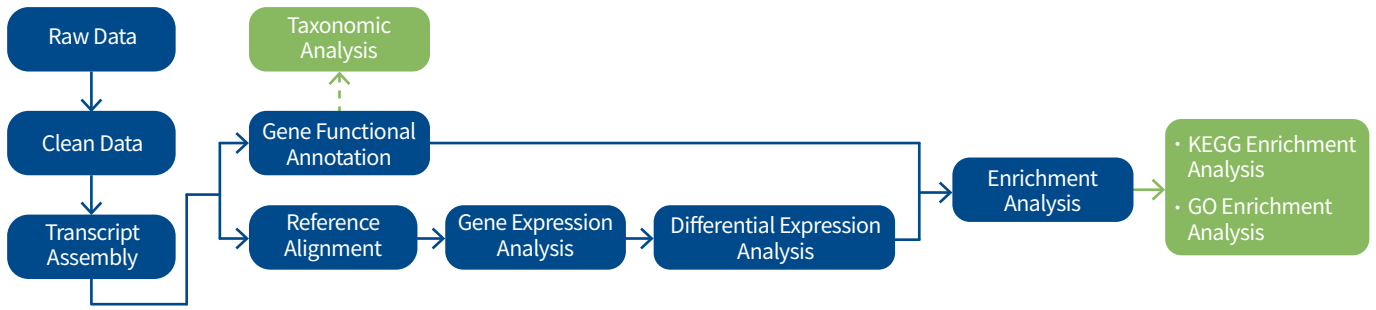 Raw Data
Clean Data
Transcript
Assembly
Taxonomic
Analysis
Gene Functional
Annotation
Reference
Alignment
Gene Expression
Analysis
Differential Expression
Analysis
Enrichment
Analysis
· KEGG Enrichment
Analysis
· GO Enrichment
Analysis